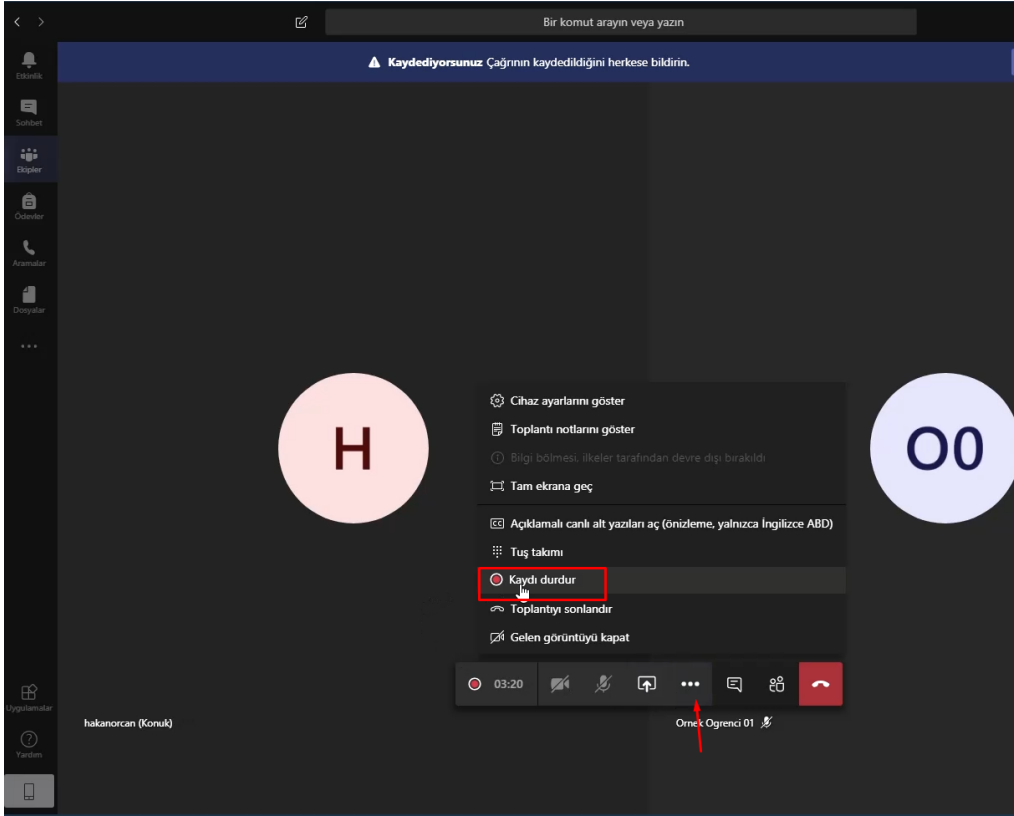 Bir komut arayın veya yazın
Kaydediyorsunuz Çağrının kaydedildiğini herkese bildirin.
Etkinlik
Sohbet
Ekipler
Ödevler
Aramalar
Dosyalar
H
O0
Cihaz ayarlarını göster
Toplantı notlarını göster
Bilgi bölmesi, ilkeler tarafından devre dışı bırakıldı
Tam ekrana geç
CC Açıklamalı canlı alt yazıları aç (önizleme, yalnızca İngilizce ABD)
Tuş takımı
Kaydı durdur
Toplantıyı sonlandır
Gelen görüntüyü kapat
03:20
hakanorcan (Konuk)
Ornek Ogrenci 01
Uygulamalar
Yardım